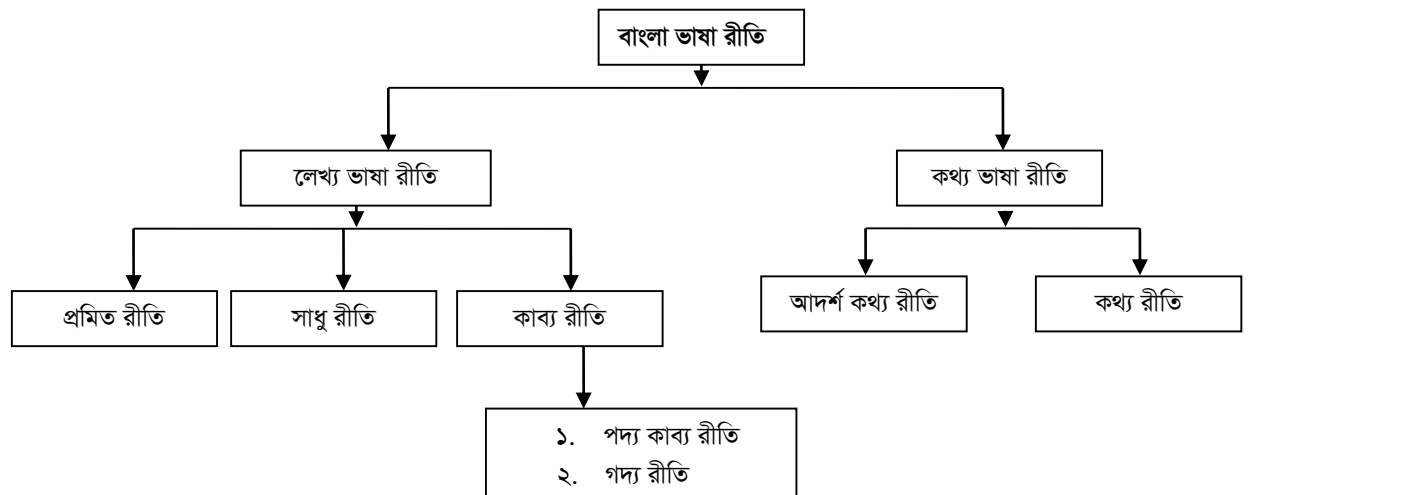 বাংলা ভাষা রীতি
লেখ্য ভাষা রীতি
কথ্য ভাষা রীতি
প্রমিত রীতি
সাধু রীতি
কাব্য রীতি
আদর্শ কথ্য রীতি
কথ্য রীতি
১. পদ্য কাব্য রীতি
২. গদ্য রীতি